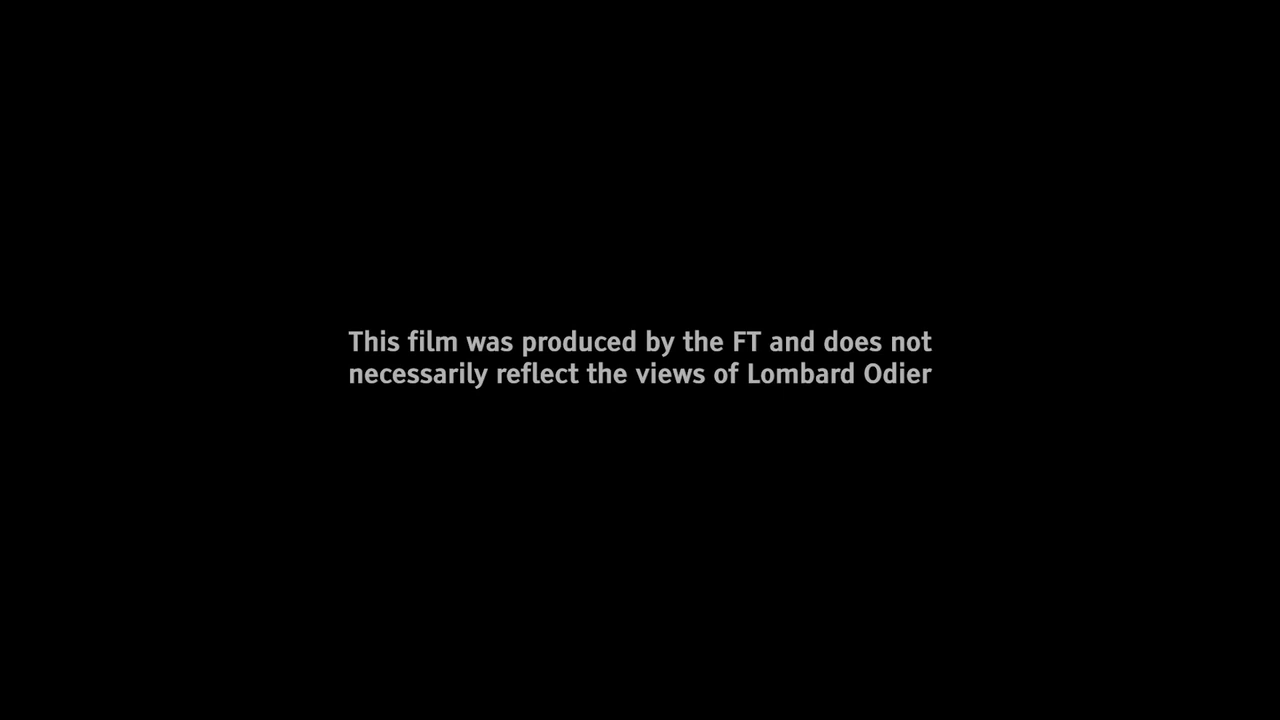 This film was produced by the FT and does not
necessarily reflect the views of Lombard Odier